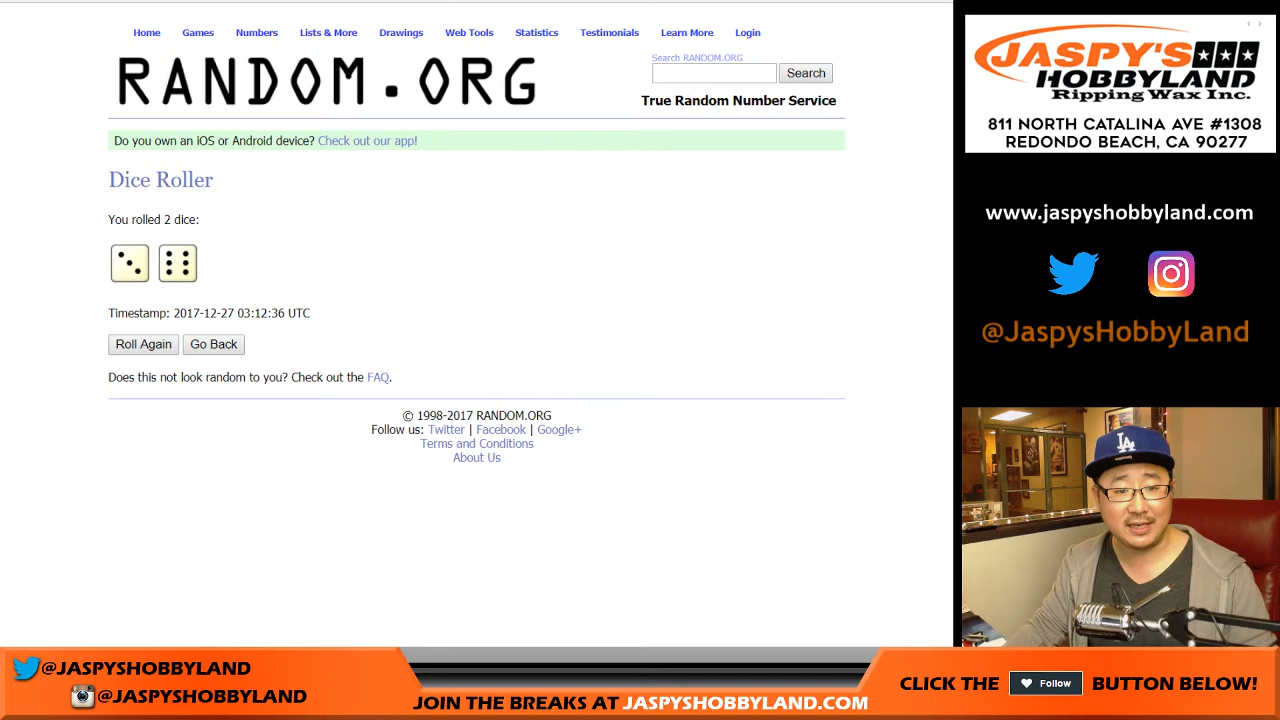 Home Games Numbers Lists & More Drawings Web Tools Statistics Testimonials Learn More Login
RANDOM.ORG
Search RANDOM.ORG
Search
True Random Number Service
Do you own an iOS or Android device? Check out our app!
Dice Roller
You rolled 2 dice:
Timestamp: 2017-12-27 03:12:36 UTC
Roll Again Go Back
Does this not look random to you? Check out the FAQ.
© 1998-2017 RANDOM.ORG
Follow us: Twitter | Facebook | Google+
Terms and Conditions
About Us
JASPY'S
HOBBYLAND
Ripping Wax Inc.
811 NORTH CATALINA AVE #1308
REDONDO BEACH, CA 90277
www.jaspyshobbyland.com
@JaspysHobbyLand
LA
@JASPYSHOBBYLAND
@JASPYSHOBBYLAND
JOIN THE BREAKS AT JASPYSHOBBYLAND.COM
CLICK THE Follow BUTTON BELOW!